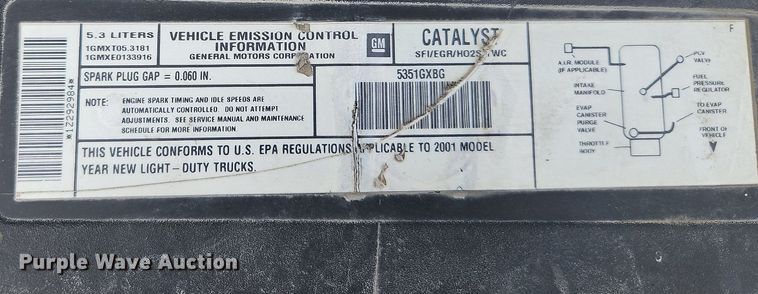 *12292984*
5.3 LITERS
1GMXT05.3181
1GMXE0133916
VEHICLE EMISSION CONTROL
INFORMATION
GENERAL MOTORS CORPORATION
GM
CATALYST
SFI/EGR/HO2S/TWC
SPARK PLUG GAP = 0.060 IN.
5351GXBG
NOTE: ENGINE SPARK TIMING AND IDLE SPEEDS ARE
AUTOMATICALLY CONTROLLED. DO NOT ATTEMPT
ADJUSTMENTS. SEE SERVICE MANUAL AND MAINTENANCE
SCHEDULE FOR MORE INFORMATION.
THIS VEHICLE CONFORMS TO U.S. EPA REGULATIONS APPLICABLE TO 2001 MODEL
YEAR NEW LIGHT-DUTY TRUCKS.
F
A.I.R. MODULE
(IF APPLICABLE)
INTAKE
MANIFOLD
EVAP
CANISTER
PURGE
VALVE
THROTTLE
BODY
PCV
VALVE
FUEL
PRESSURE
REGULATOR
TO EVAP
CANISTER
FRONT OF
VEHICLE
Purple Wave Auction